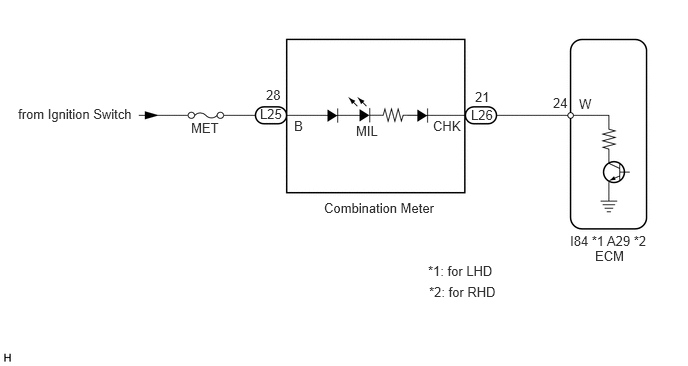 from Ignition Switch
MET
28
L25
B
MIL
CHK
21
L26
Combination Meter
24
W
I84 *1 A29 *2
ECM
*1: for LHD
*2: for RHD
H